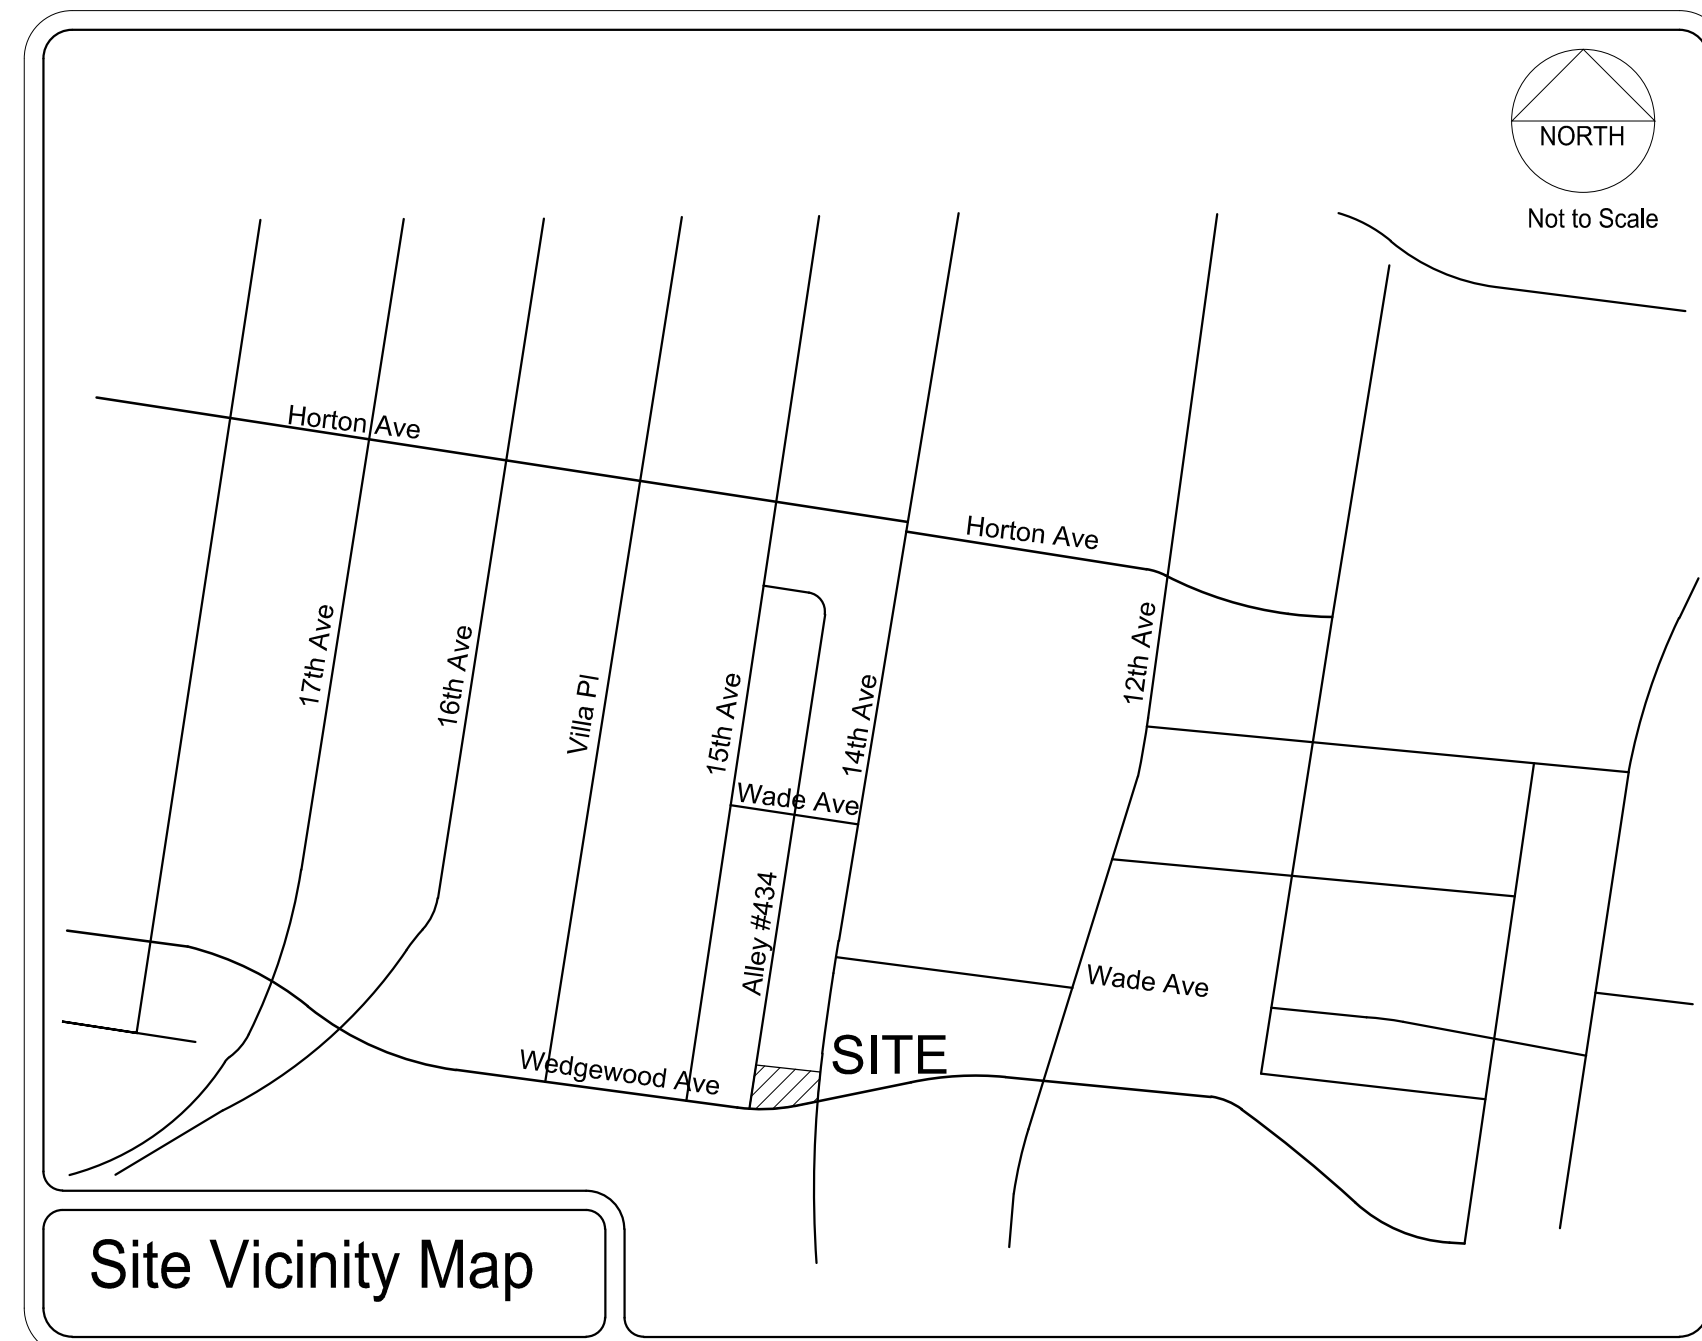 NORTH
Not to Scale
Horton Ave
Horton Ave
17th Ave
16th Ave
Villa Pl
15th Ave
14th Ave
12th Ave
Wade Ave
Alley #434
Wade Ave
SITE
Wedgewood Ave
Site Vicinity Map